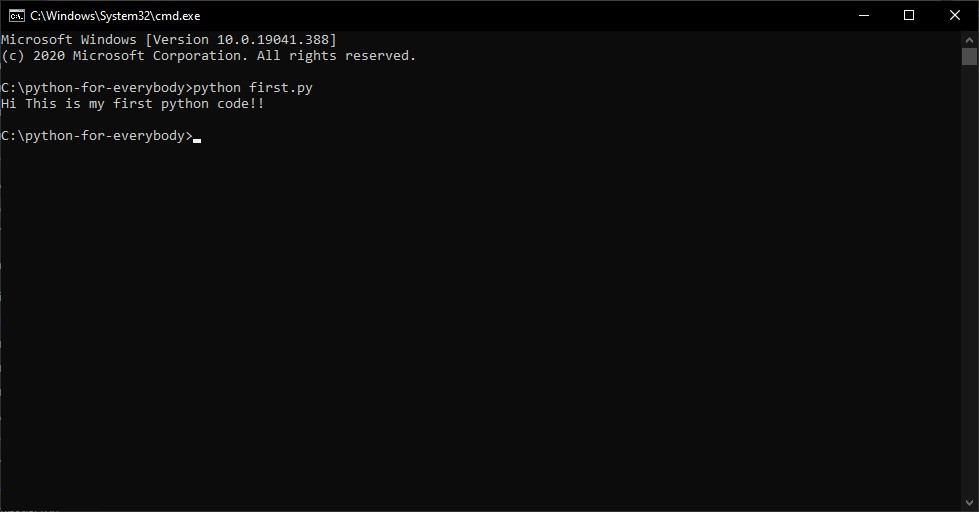 C:\Windows\System32\cmd.exe
Microsoft Windows [Version 10.0.19041.388]
(c) 2020 Microsoft Corporation. All rights reserved.
C:\python-for-everybody>python first.py
Hi This is my first python code!!
C:\python-for-everybody>